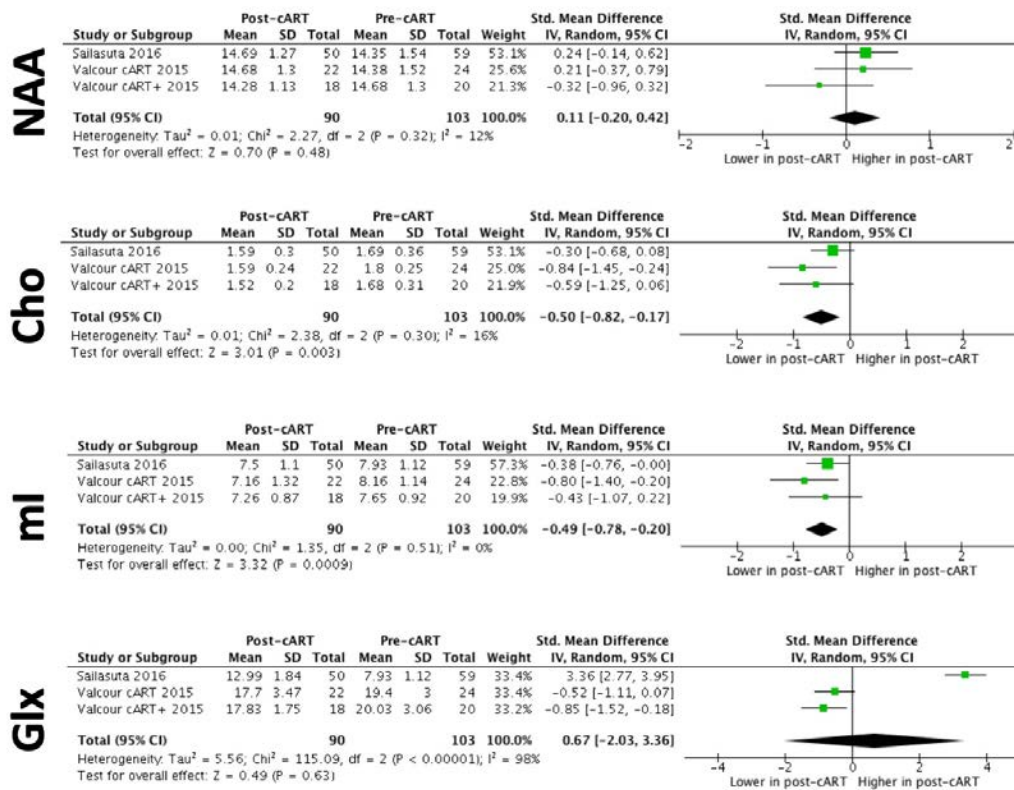 NAA
Post-cART Pre-cART Std. Mean Difference Std. Mean Difference
Study or Subgroup Mean SD Total Mean SD Total Weight IV, Random, 95% CI IV, Random, 95% CI
Sailasuta 2016 14.69 1.27 50 14.35 1.54 59 53.1% 0.24 [-0.14, 0.62]
Valcour cART 2015 14.68 1.3 22 14.38 1.52 24 25.6% 0.21 [-0.37, 0.79]
Valcour cART+ 2015 14.28 1.13 18 14.68 1.3 20 21.3% -0.32 [-0.96, 0.32]
Total (95% CI) 90 103 100.0% 0.11 [-0.20, 0.42]
Heterogeneity: Tau² = 0.01; Chi² = 2.27, df = 2 (P = 0.32); I² = 12%
Test for overall effect: Z = 0.70 (P = 0.48)
-2 -1 0 1 2
Lower in post-cART Higher in post-cART
Cho
Post-cART Pre-cART Std. Mean Difference Std. Mean Difference
Study or Subgroup Mean SD Total Mean SD Total Weight IV, Random, 95% CI IV, Random, 95% CI
Sailasuta 2016 1.59 0.3 50 1.69 0.36 59 53.1% -0.30 [-0.68, 0.08]
Valcour cART 2015 1.59 0.24 22 1.8 0.25 24 25.0% -0.84 [-1.45, -0.24]
Valcour cART+ 2015 1.52 0.2 18 1.68 0.31 20 21.9% -0.59 [-1.25, 0.06]
Total (95% CI) 90 103 100.0% -0.50 [-0.82, -0.17]
Heterogeneity: Tau² = 0.01; Chi² = 2.38, df = 2 (P = 0.30); I² = 16%
Test for overall effect: Z = 3.01 (P = 0.003)
-2 -1 0 1 2
Lower in post-cART Higher in post-cART
mI
Post-cART Pre-cART Std. Mean Difference Std. Mean Difference
Study or Subgroup Mean SD Total Mean SD Total Weight IV, Random, 95% CI IV, Random, 95% CI
Sailasuta 2016 7.5 1.1 50 7.93 1.12 59 57.3% -0.38 [-0.76, -0.00]
Valcour cART 2015 7.16 1.32 22 8.16 1.14 24 22.8% -0.80 [-1.40, -0.20]
Valcour cART+ 2015 7.26 0.87 18 7.65 0.92 20 19.9% -0.43 [-1.07, 0.22]
Total (95% CI) 90 103 100.0% -0.49 [-0.78, -0.20]
Heterogeneity: Tau² = 0.00; Chi² = 1.35, df = 2 (P = 0.51); I² = 0%
Test for overall effect: Z = 3.32 (P = 0.0009)
-2 -1 0 1 2
Lower in post-cART Higher in post-cART
Glx
Post-cART Pre-cART Std. Mean Difference Std. Mean Difference
Study or Subgroup Mean SD Total Mean SD Total Weight IV, Random, 95% CI IV, Random, 95% CI
Sailasuta 2016 12.99 1.84 50 7.93 1.12 59 33.4% 3.36 [2.77, 3.95]
Valcour cART 2015 17.7 3.47 22 19.4 3 24 33.4% -0.52 [-1.11, 0.07]
Valcour cART+ 2015 17.83 1.75 18 20.03 3.06 20 33.2% -0.85 [-1.52, -0.18]
Total (95% CI) 90 103 100.0% 0.67 [-2.03, 3.36]
Heterogeneity: Tau² = 5.56; Chi² = 115.09, df = 2 (P < 0.00001); I² = 98%
Test for overall effect: Z = 0.49 (P = 0.63)
-4 -2 0 2 4
Lower in post-cART Higher in post-cART